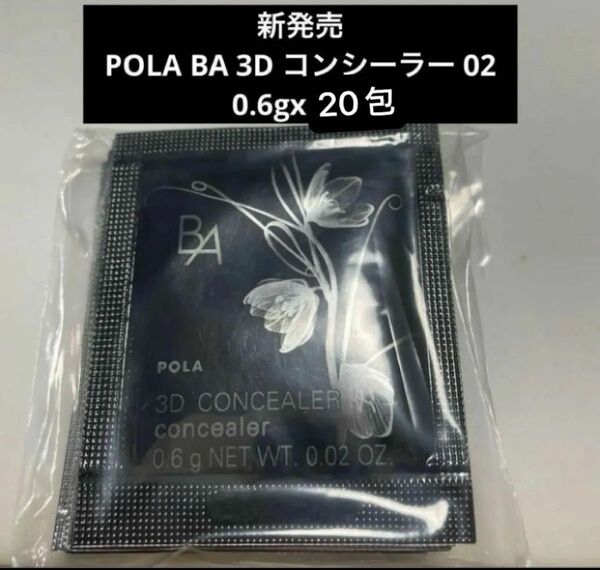 新発売
POLA BA 3D コンシーラー 02
0.6gx 20包
BA
POLA
3D CONCEALER
concealer
0.6 g NET WT. 0.02 OZ.